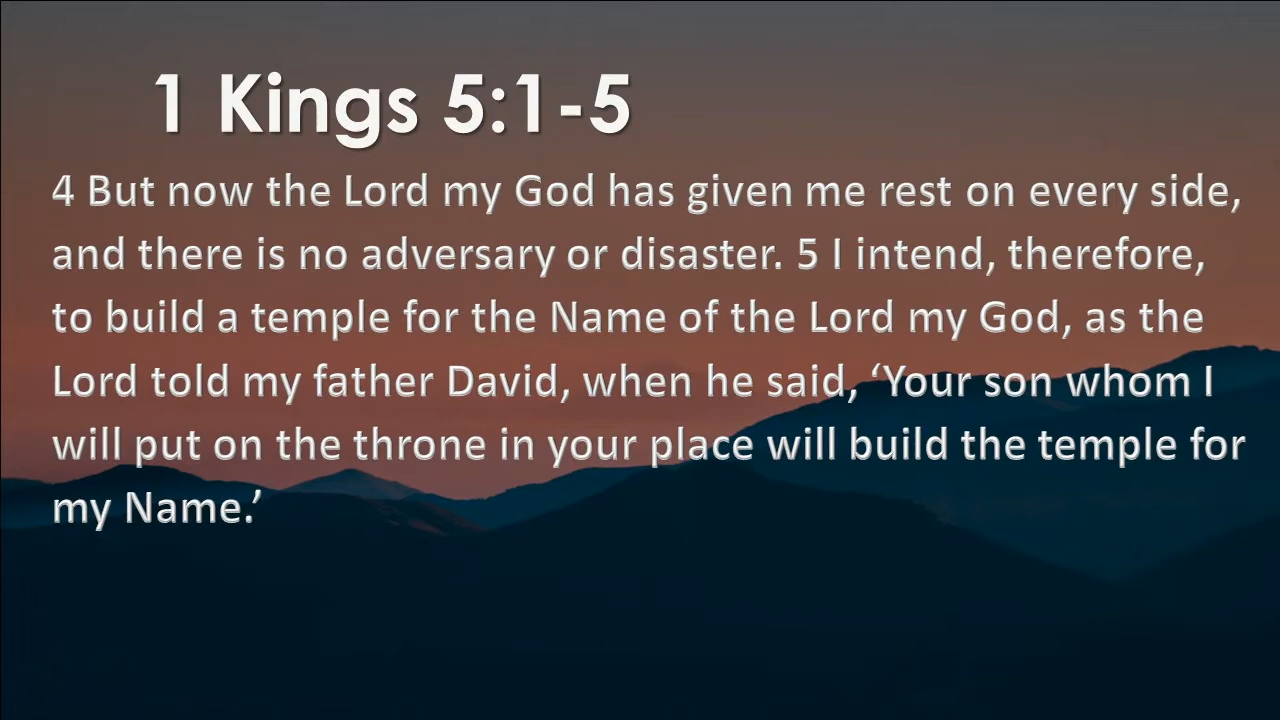 1 Kings 5:1-5
4 But now the Lord my God has given me rest on every side,
and there is no adversary or disaster. 5 I intend, therefore,
to build a temple for the Name of the Lord my God, as the
Lord told my father David, when he said, ‘Your son whom I
will put on the throne in your place will build the temple for
my Name.’